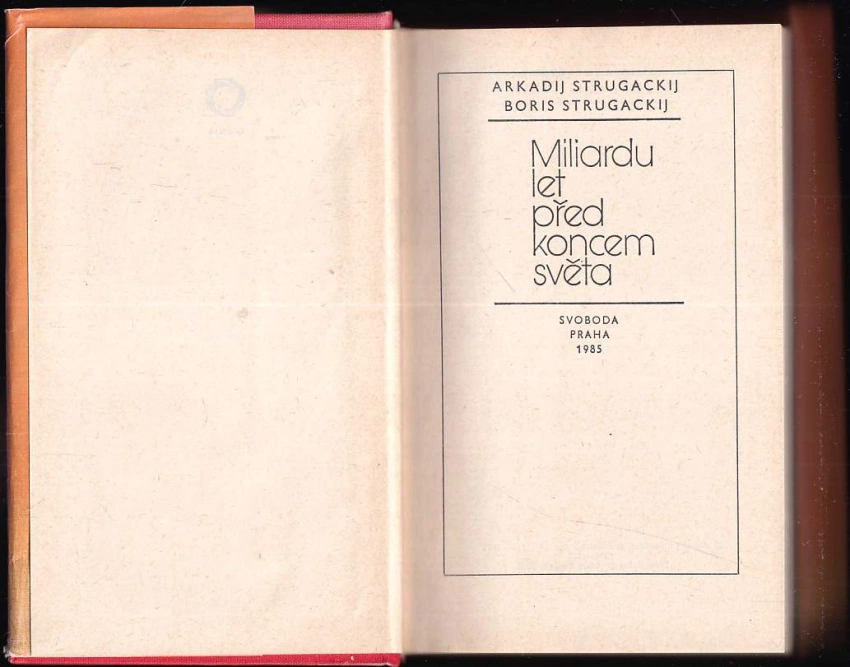 ARKADIJ STRUGACKIJ
BORIS STRUGACKIJ
Miliardu
let
před
koncem
světa
SVOBODA
PRAHA
1985